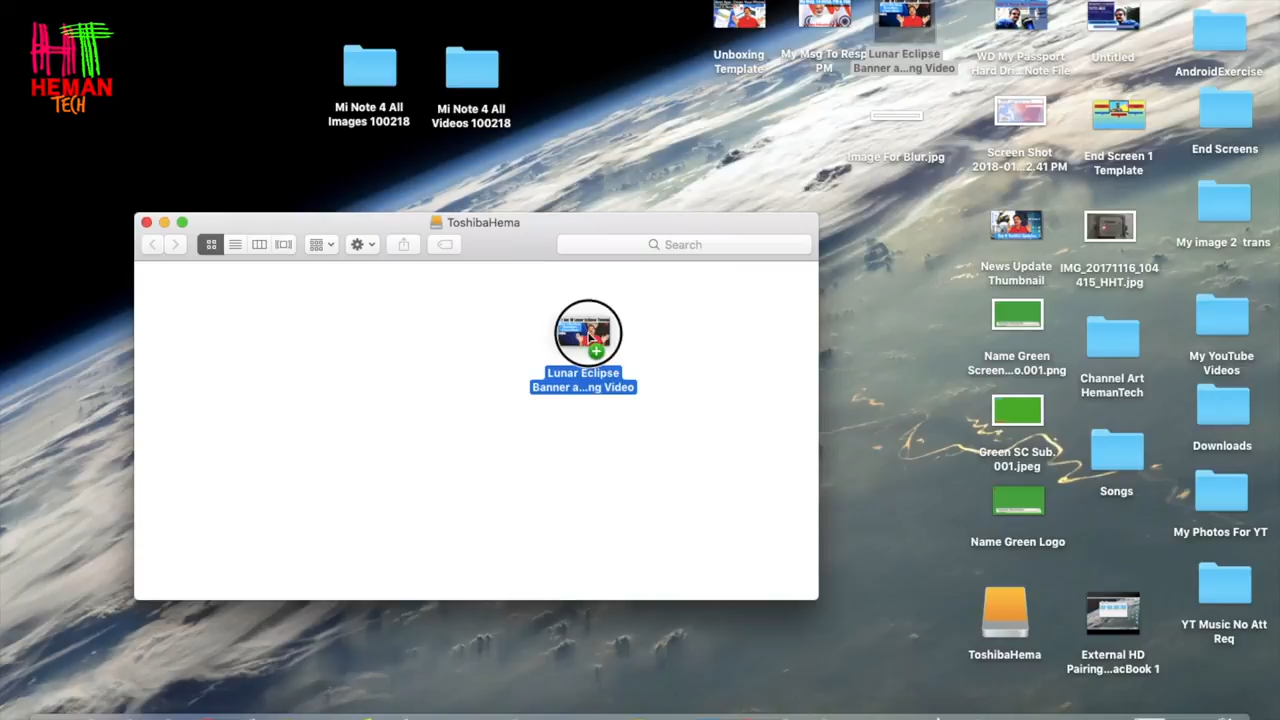 HT
HEMAN
TECH
Mi Note 4 All
Images 100218
Mi Note 4 All
Videos 100218
Unboxing
Template
My Msg To Resp
PM
Lunar Eclipse
Banner a...ng Video
WD My Passport
Hard Dri...Note File
Untitled
AndroidExercise
Image For Blur.jpg
Screen Shot
2018-01...2.41 PM
End Screen 1
Template
End Screens
ToshibaHema
Search
Lunar Eclipse
Banner a...ng Video
News Update
Thumbnail
IMG_20171116_104
415_HHT.jpg
My image 2 trans
Name Green
Screen...o.001.png
Channel Art
HemanTech
My YouTube
Videos
Green SC Sub.
001.jpeg
Songs
Downloads
Name Green Logo
My Photos For YT
ToshibaHema
External HD
Pairing...acBook 1
YT Music No Att
Req